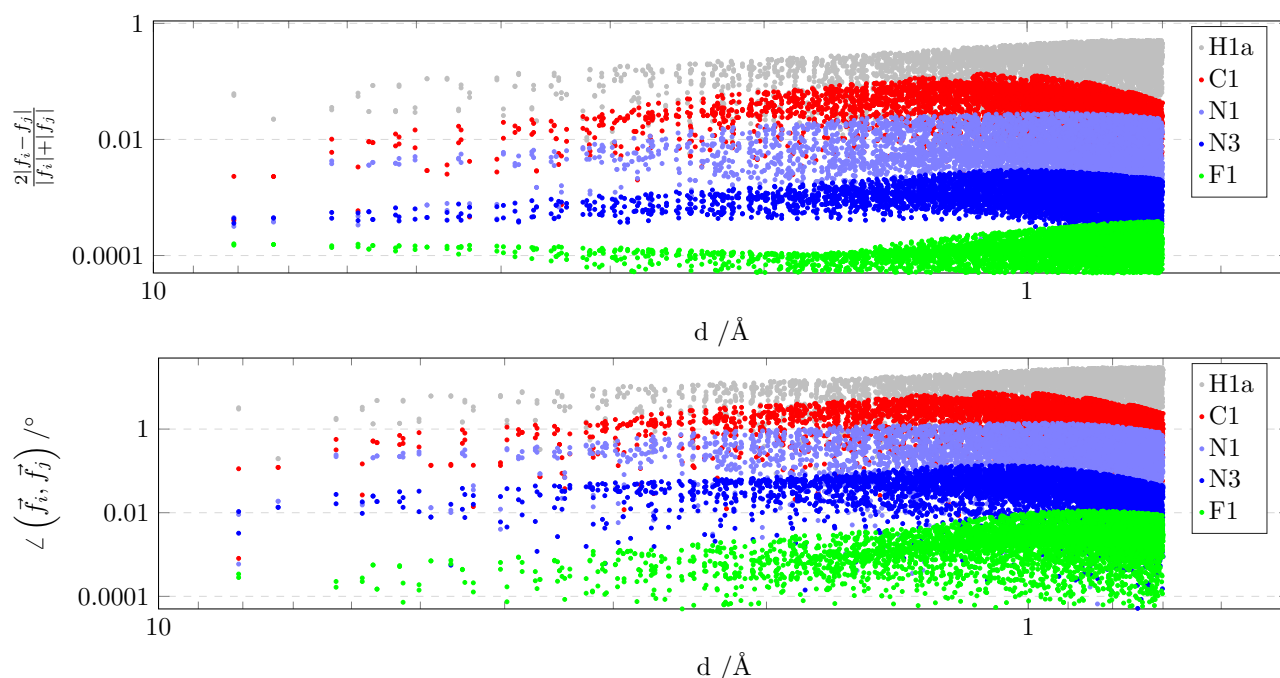 1
0.01
0.0001
2|f_i−f_j| / |f_i|+|f_j|
10
1
d /Å
H1a
C1
N1
N3
F1
1
0.01
0.0001
∠ (f⃗_i, f⃗_j) /°
10
1
d /Å
H1a
C1
N1
N3
F1